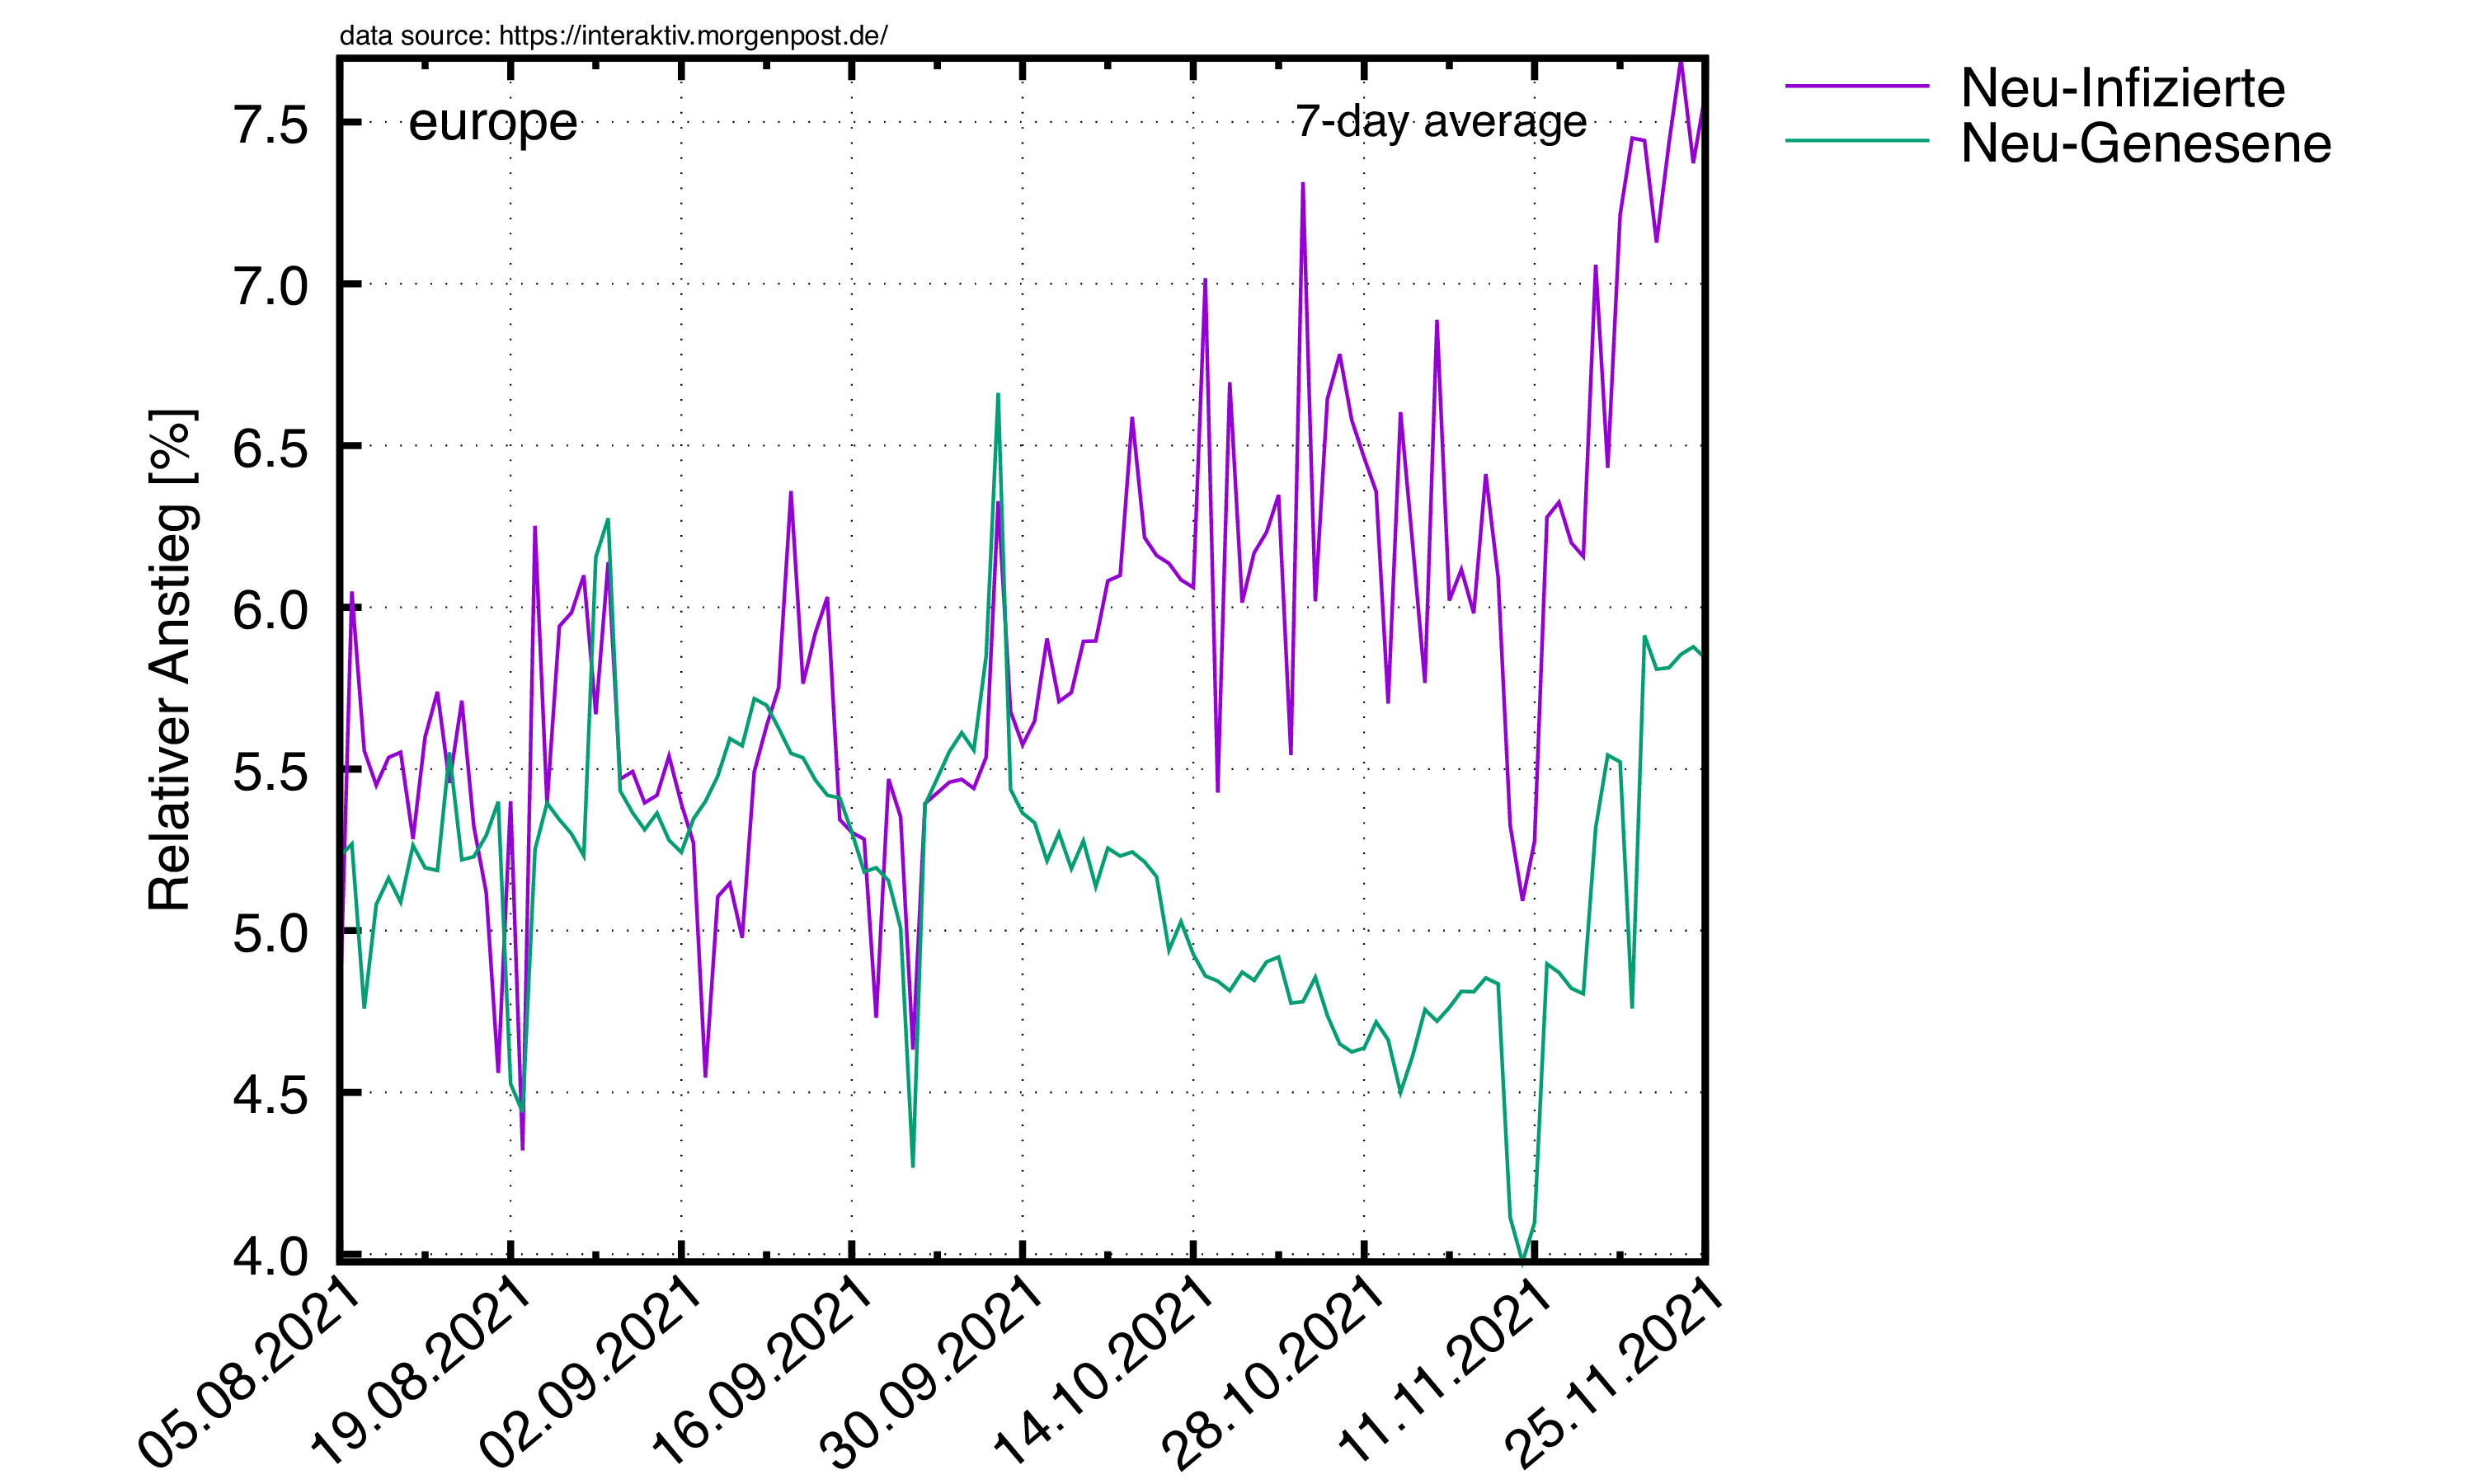 data source: https://interaktiv.morgenpost.de/
europe
7-day average
Neu-Infizierte
Neu-Genesene
Relativer Anstieg [%]
7.5
7.0
6.5
6.0
5.5
5.0
4.5
4.0
05.08.2021
19.08.2021
02.09.2021
16.09.2021
30.09.2021
14.10.2021
28.10.2021
11.11.2021
25.11.2021